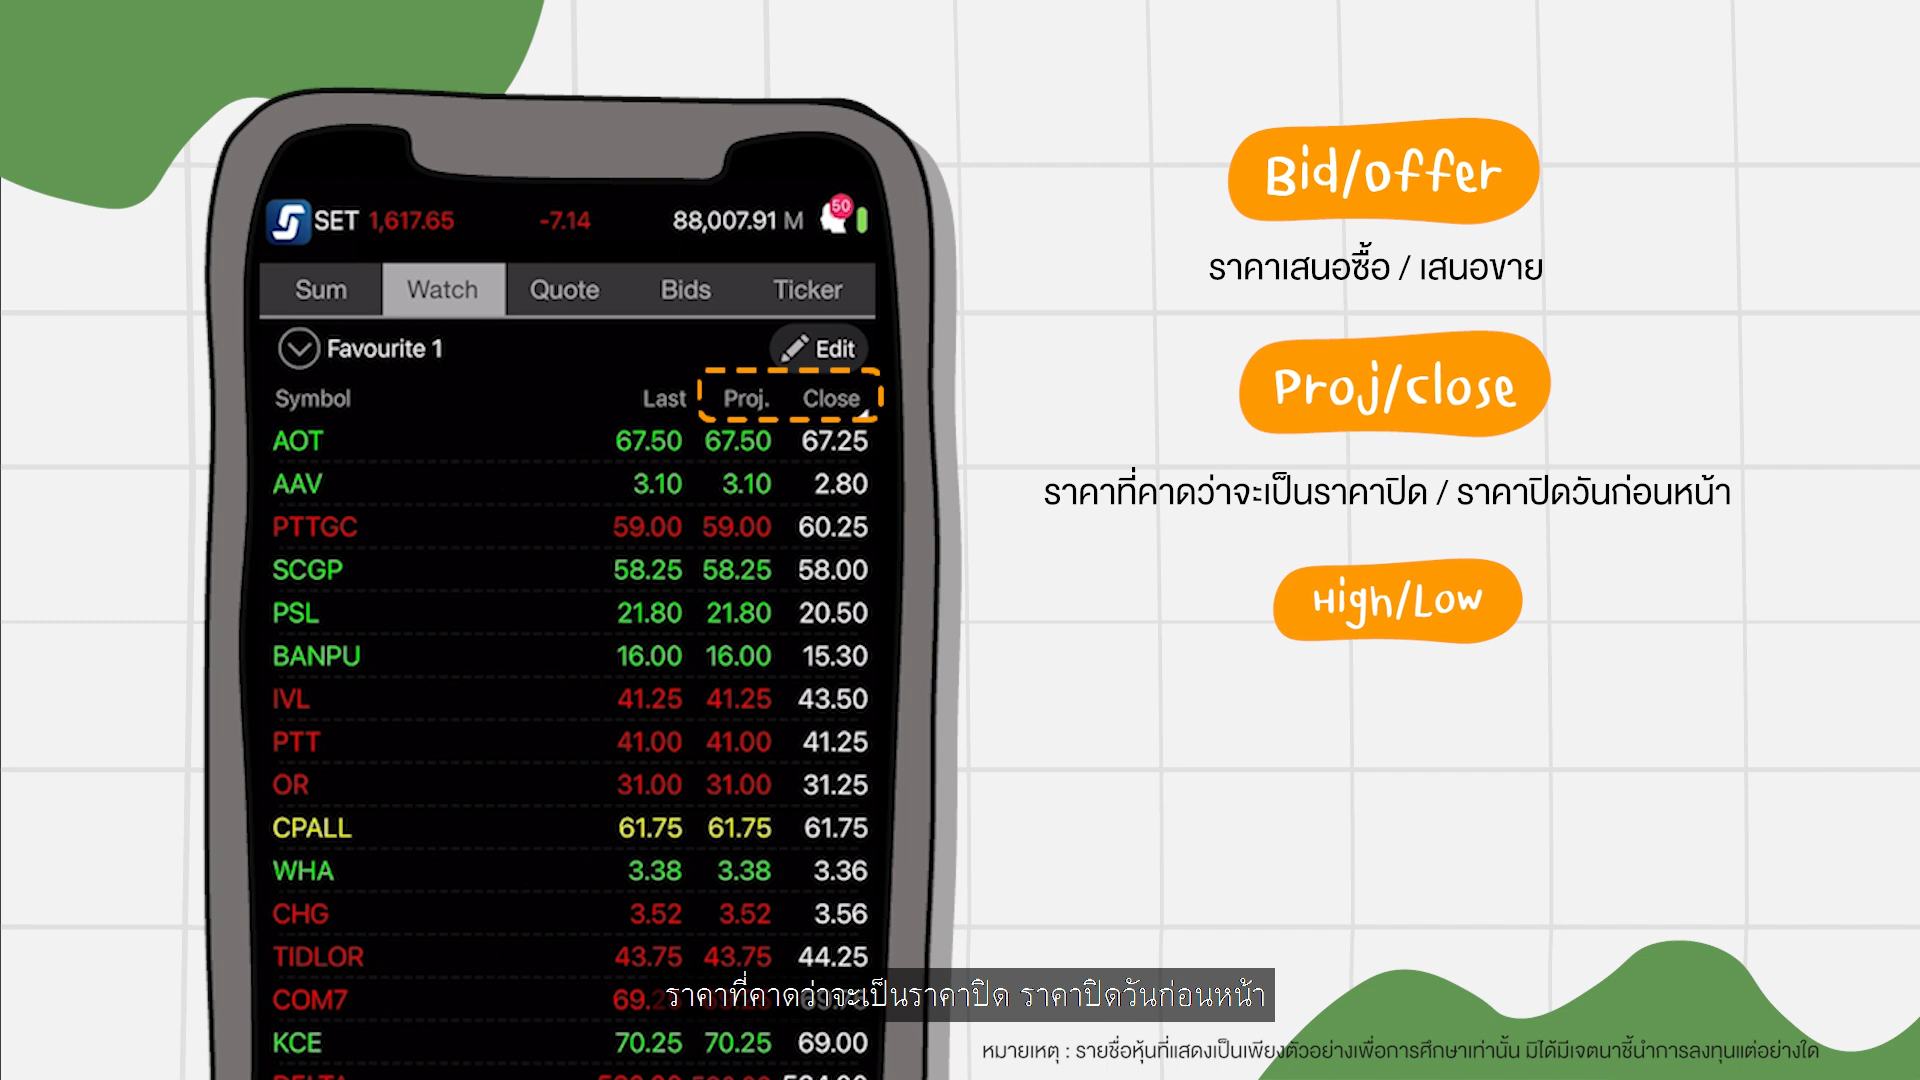 SET 1,617.65 -7.14 88,007.91 M 50
Sum Watch Quote Bids Ticker
Favourite 1 Edit
Symbol Last Proj. Close
AOT 67.50 67.50 67.25
AAV 3.10 3.10 2.80
PTTGC 59.00 59.00 60.25
SCGP 58.25 58.25 58.00
PSL 21.80 21.80 20.50
BANPU 16.00 16.00 15.30
IVL 41.25 41.25 43.50
PTT 41.00 41.00 41.25
OR 31.00 31.00 31.25
CPALL 61.75 61.75 61.75
WHA 3.38 3.38 3.36
CHG 3.52 3.52 3.56
TIDLOR 43.75 43.75 44.25
COM7
KCE 70.25 70.25 69.00
Bid/offer
ราคาเสนอซื้อ / เสนอขาย
Proj/close
ราคาที่คาดว่าจะเป็นราคาปิด / ราคาปิดวันก่อนหน้า
High/Low
ราคาที่คาดว่าจะเป็นราคาปิด ราคาปิดวันก่อนหน้า
หมายเหตุ : รายชื่อหุ้นที่แสดงเป็นเพียงตัวอย่างเพื่อการศึกษาเท่านั้น มิได้มีเจตนาชี้นำการลงทุนแต่อย่างใด